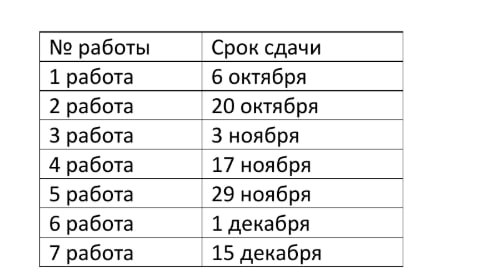 № работы Срок сдачи
1 работа 6 октября
2 работа 20 октября
3 работа 3 ноября
4 работа 17 ноября
5 работа 29 ноября
6 работа 1 декабря
7 работа 15 декабря